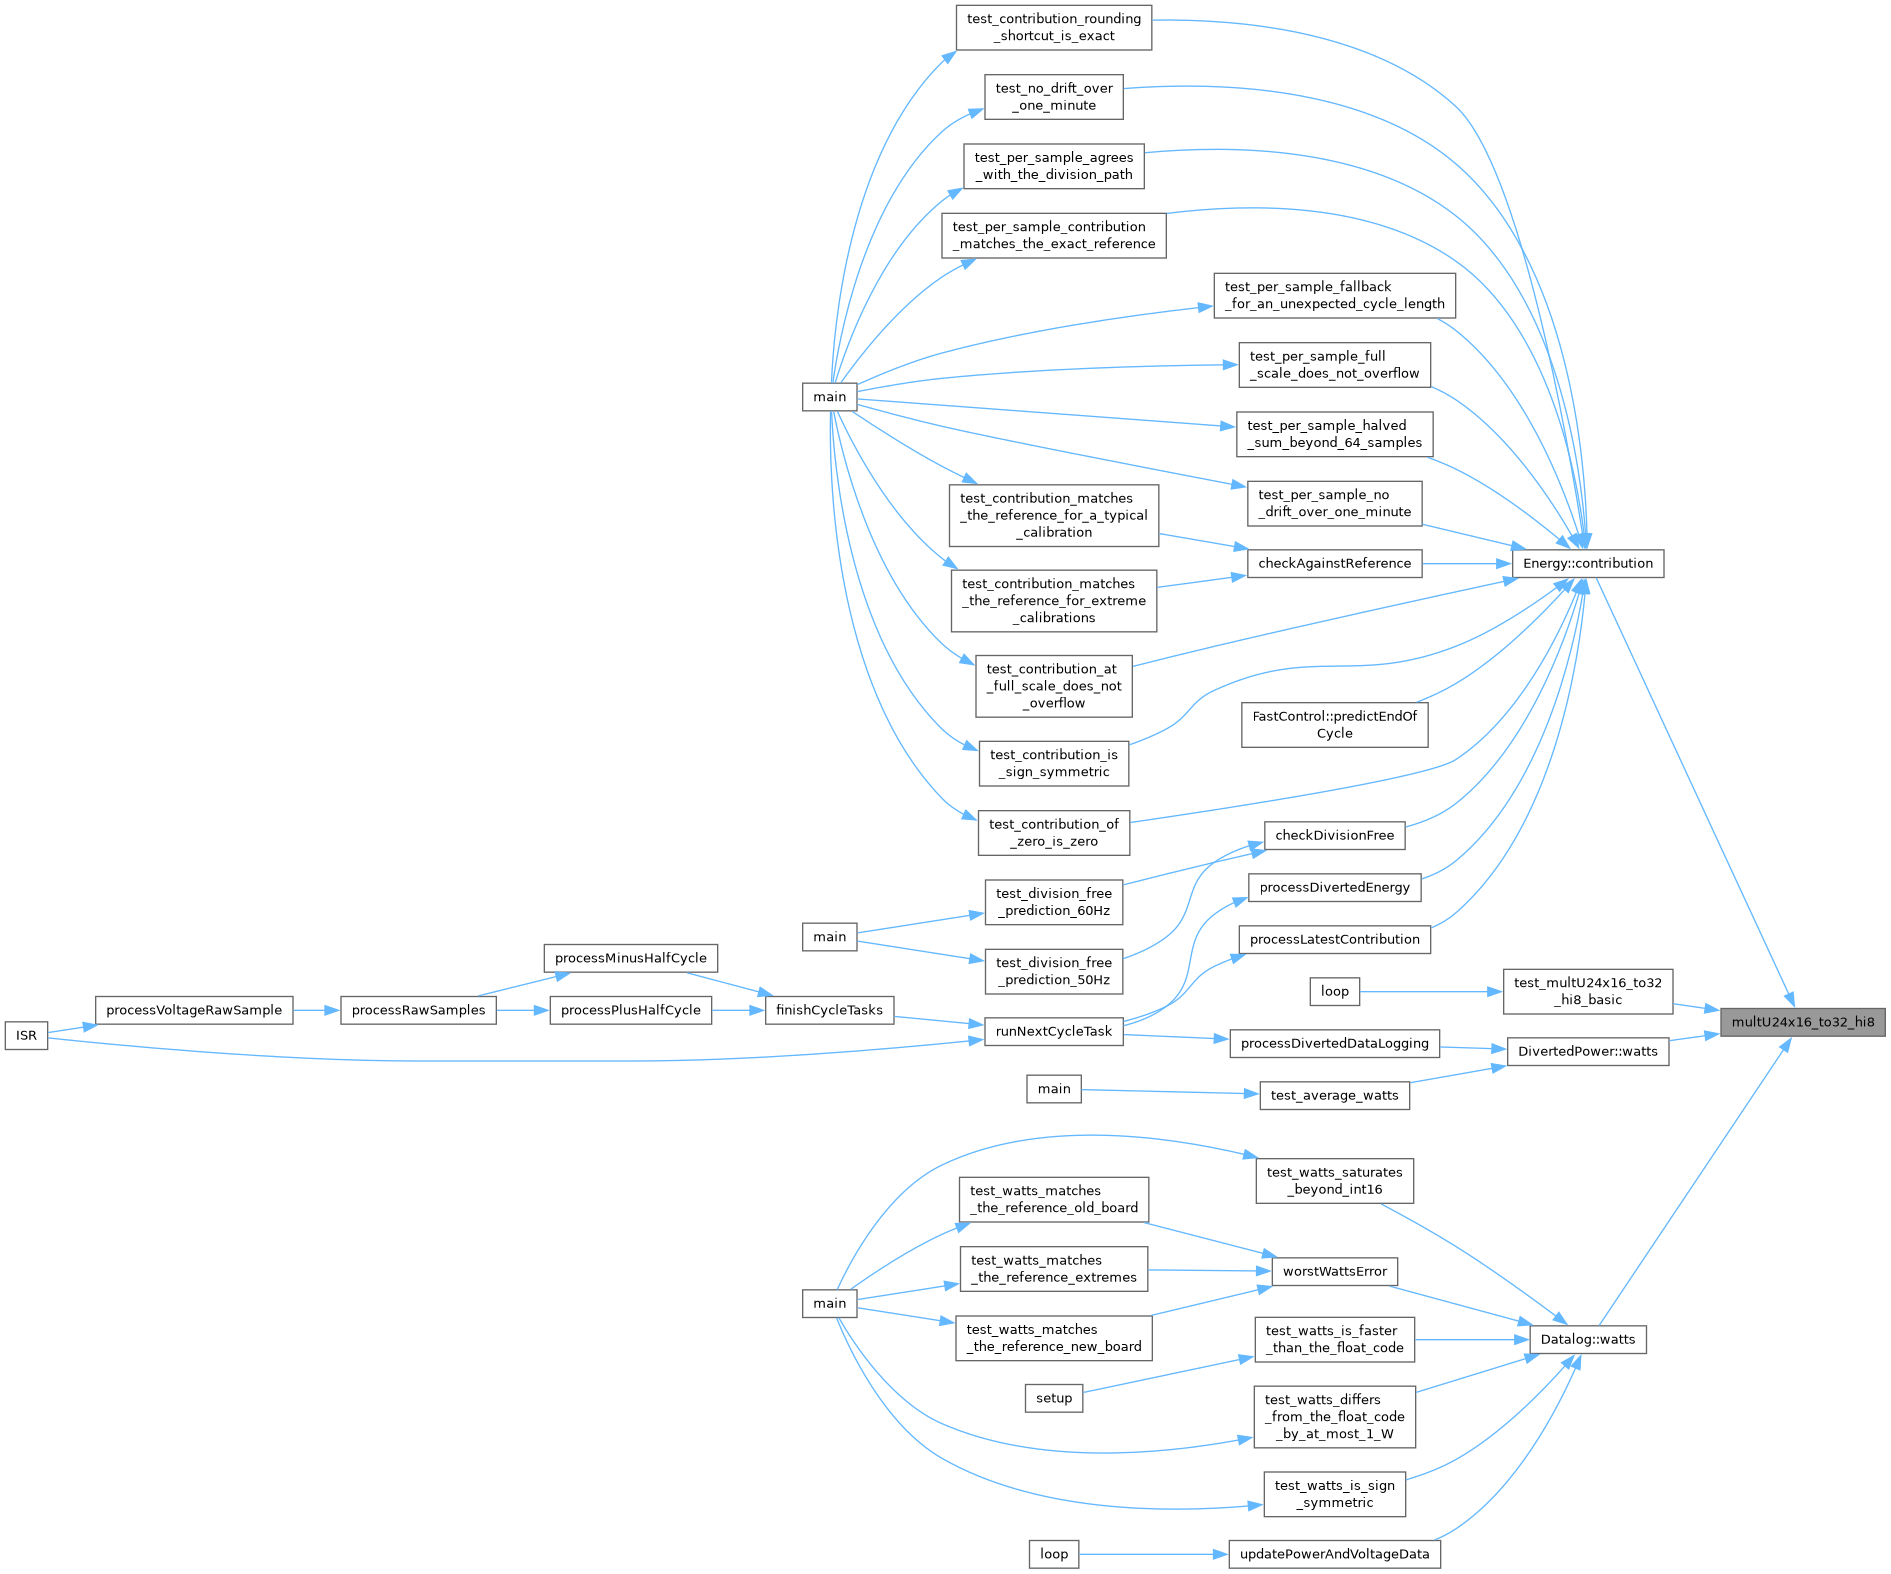 test_contribution_rounding
_shortcut_is_exact
test_no_drift_over
_one_minute
test_per_sample_agrees
_with_the_division_path
test_per_sample_contribution
_matches_the_exact_reference
test_per_sample_fallback
_for_an_unexpected_cycle_length
test_per_sample_full
_scale_does_not_overflow
main
test_per_sample_halved
_sum_beyond_64_samples
test_per_sample_no
_drift_over_one_minute
test_contribution_matches
_the_reference_for_a_typical
_calibration
checkAgainstReference
Energy::contribution
test_contribution_matches
_the_reference_for_extreme
_calibrations
test_contribution_at
_full_scale_does_not
_overflow
FastControl::predictEndOf
Cycle
test_contribution_is
_sign_symmetric
test_contribution_of
_zero_is_zero
checkDivisionFree
test_division_free
_prediction_60Hz
processDivertedEnergy
main
processLatestContribution
test_division_free
_prediction_50Hz
processMinusHalfCycle
loop
test_multU24x16_to32
_hi8_basic
processVoltageRawSample
processRawSamples
processPlusHalfCycle
finishCycleTasks
multU24x16_to32_hi8
ISR
runNextCycleTask
processDivertedDataLogging
DivertedPower::watts
main
test_average_watts
test_watts_saturates
_beyond_int16
test_watts_matches
_the_reference_old_board
test_watts_matches
_the_reference_extremes
worstWattsError
main
test_watts_matches
_the_reference_new_board
test_watts_is_faster
_than_the_float_code
Datalog::watts
setup
test_watts_differs
_from_the_float_code
_by_at_most_1_W
test_watts_is_sign
_symmetric
loop
updatePowerAndVoltageData